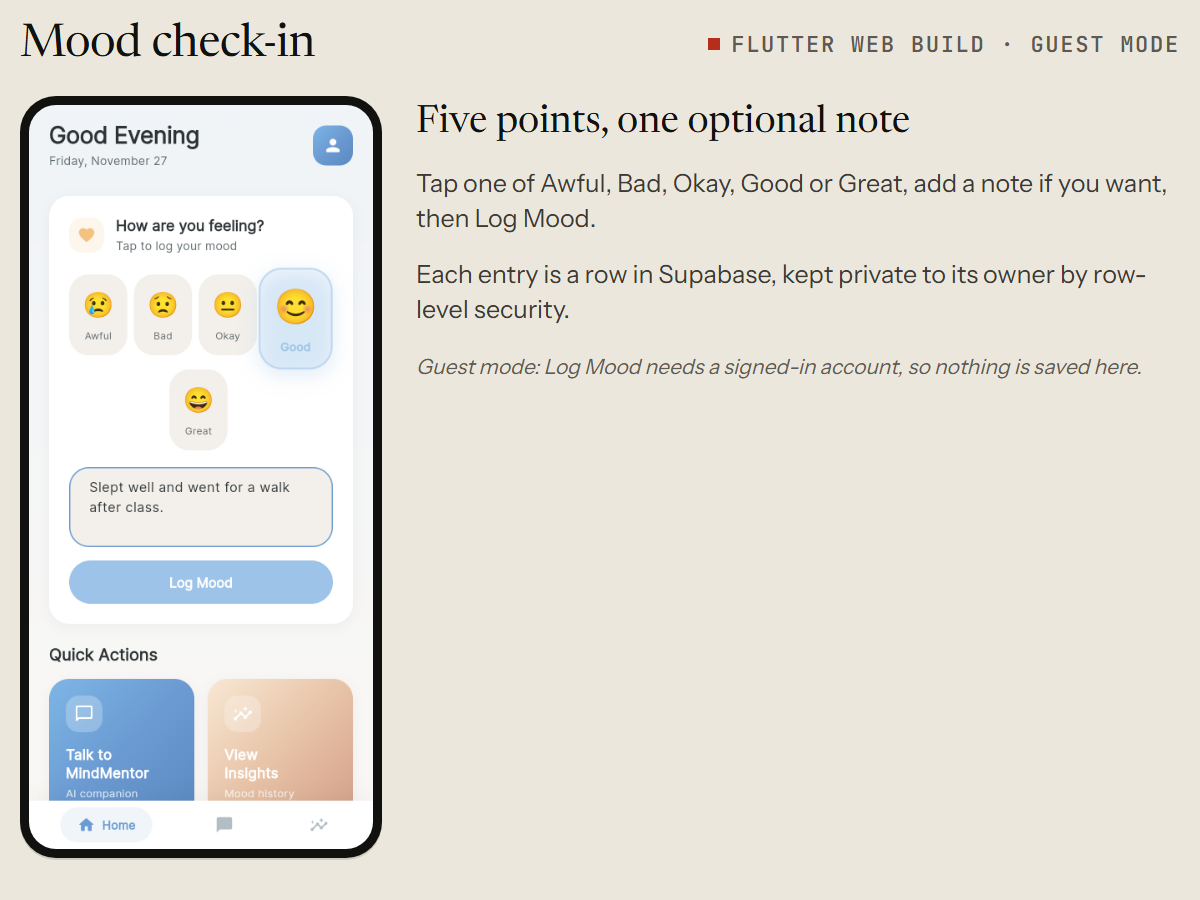 Mood check-in
FLUTTER WEB BUILD · GUEST MODE
Good Evening
Friday, November 27
How are you feeling?
Tap to log your mood
Awful
Bad
Okay
Good
Great
Slept well and went for a walk
after class.
Log Mood
Quick Actions
Talk to
MindMentor
AI companion
View
Insights
Mood history
Home
Five points, one optional note
Tap one of Awful, Bad, Okay, Good or Great, add a note if you want,
then Log Mood.
Each entry is a row in Supabase, kept private to its owner by row-
level security.
Guest mode: Log Mood needs a signed-in account, so nothing is saved here.